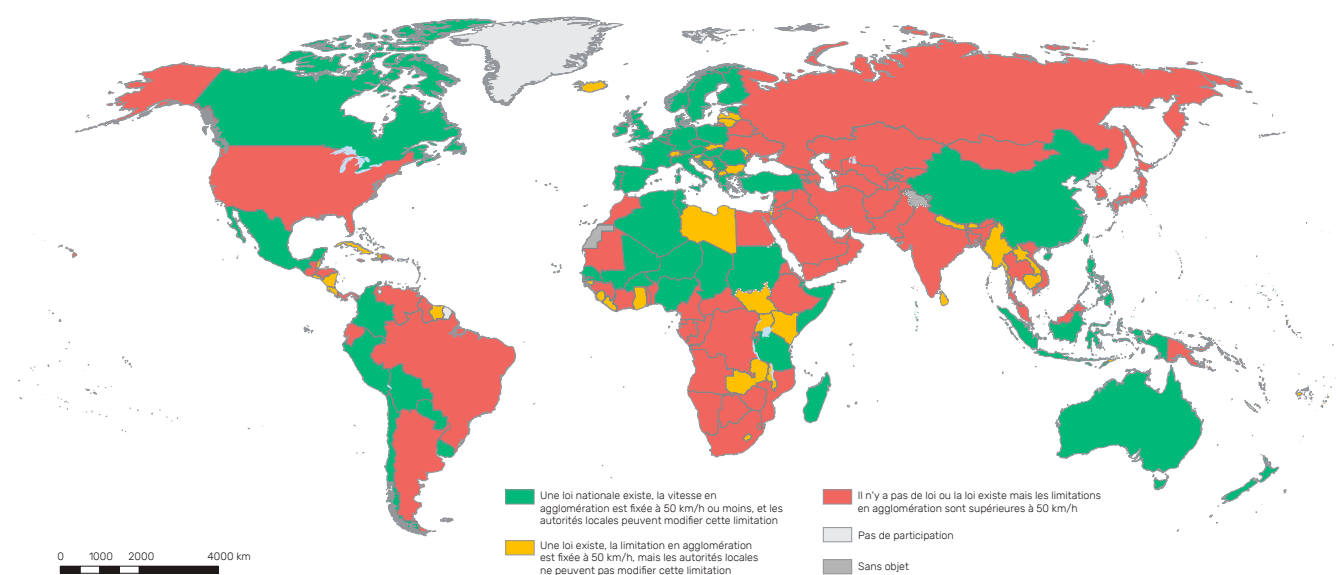 Une loi nationale existe, la vitesse en
agglomération est fixée à 50 km/h ou moins, et les
autorités locales peuvent modifier cette limitation
Une loi existe, la limitation en agglomération
est fixée à 50 km/h, mais les autorités locales
ne peuvent pas modifier cette limitation
Il n'y a pas de loi ou la loi existe mais les limitations
en agglomération sont supérieures à 50 km/h
Pas de participation
Sans objet
0 1000 2000 4000 km